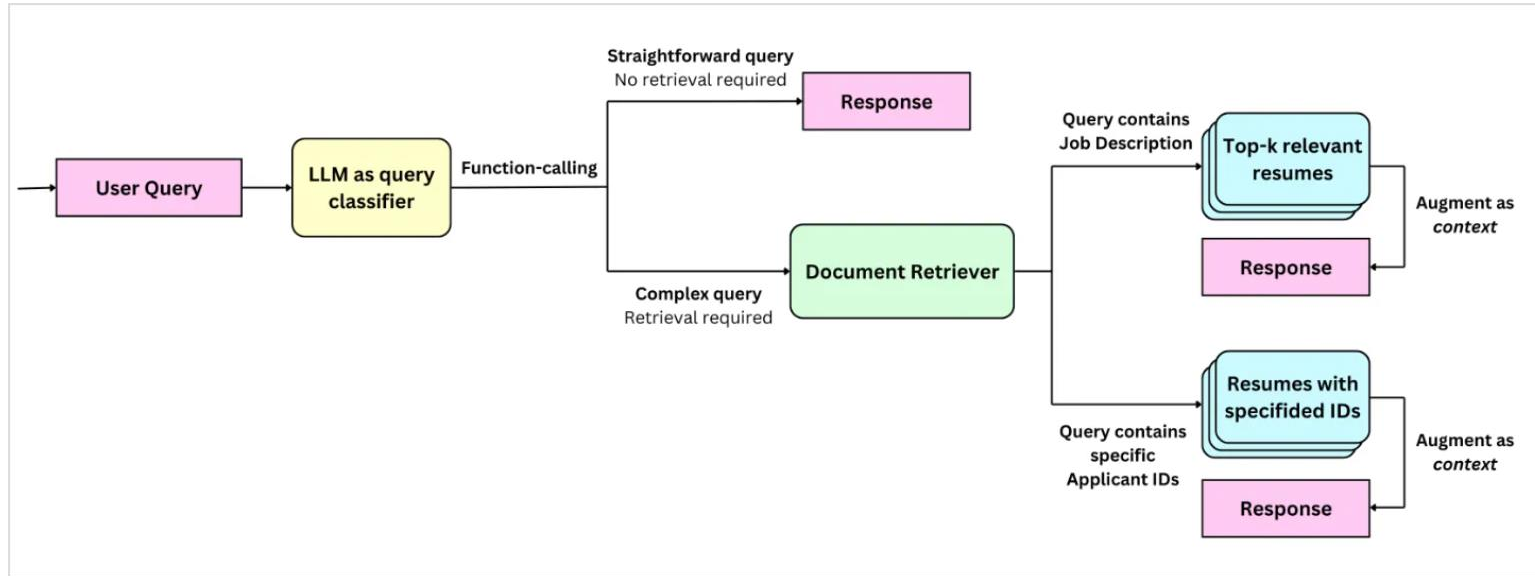 Straightforward query
No retrieval required
Response
User Query
LLM as query
classifier
Function-calling
Complex query
Retrieval required
Document Retriever
Query contains
Job Description
Top-k relevant
resumes
Augment as
context
Response
Query contains
specific
Applicant IDs
Resumes with
specifided IDs
Augment as
context
Response